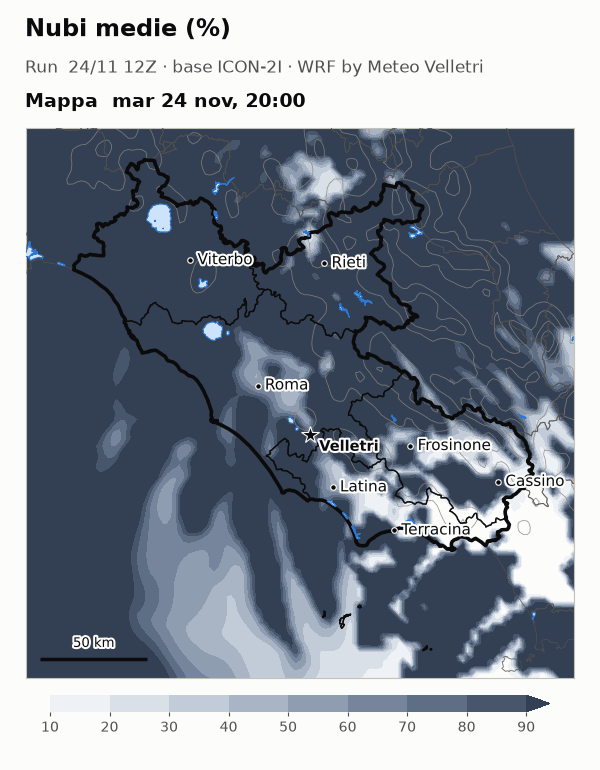 Nubi medie (%)
Run  24/11 12Z · base ICON-2I · WRF by Meteo Velletri
Mappa  mar 24 nov, 20:00
Viterbo
Rieti
Roma
Velletri
Frosinone
Cassino
Latina
Terracina
50 km
10 20 30 40 50 60 70 80 90